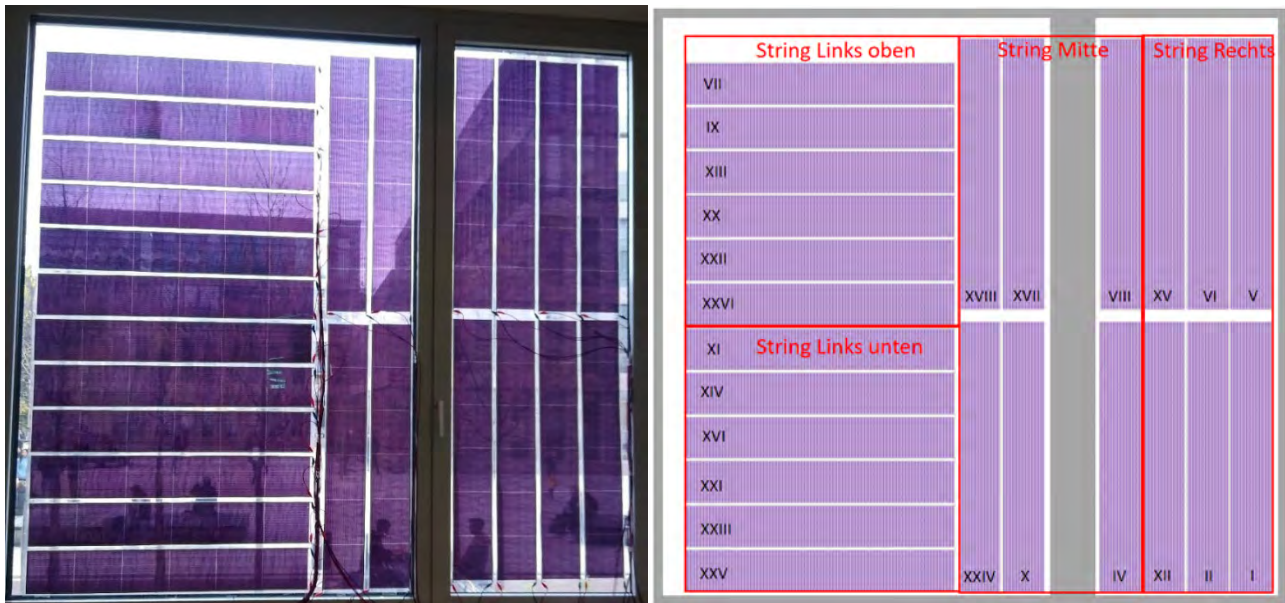 String Links oben
String Mitte
String Rechts
VII
IX
XIII
XX
XXII
XXVI
XVIII
XVII
VIII
XV
VI
V
XI
String Links unten
XIV
XVI
XXI
XXIII
XXV
XXIV
X
IV
XII
II
I